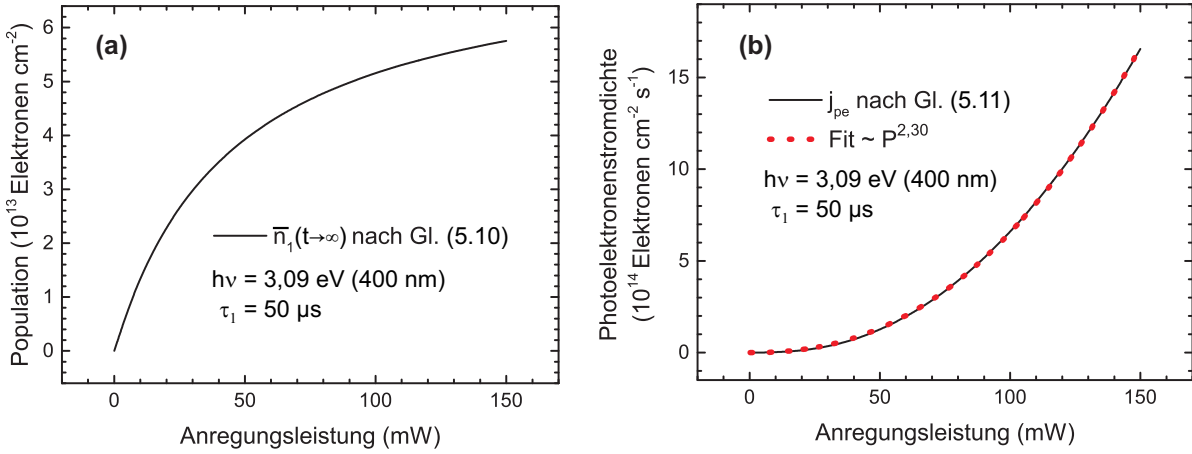 (a)
Population (10¹³ Elektronen cm⁻²)
6
5
4
3
2
1
0
n̅₁(t→∞) nach Gl. (5.10)
hν = 3,09 eV (400 nm)
τ₁ = 50 µs
0 50 100 150
Anregungsleistung (mW)
(b)
Photoelektronenstromdichte
(10¹⁴ Elektronen cm⁻² s⁻¹)
15
10
5
0
jₚₑ nach Gl. (5.11)
Fit ~ P²,³⁰
hν = 3,09 eV (400 nm)
τ₁ = 50 µs
0 50 100 150
Anregungsleistung (mW)